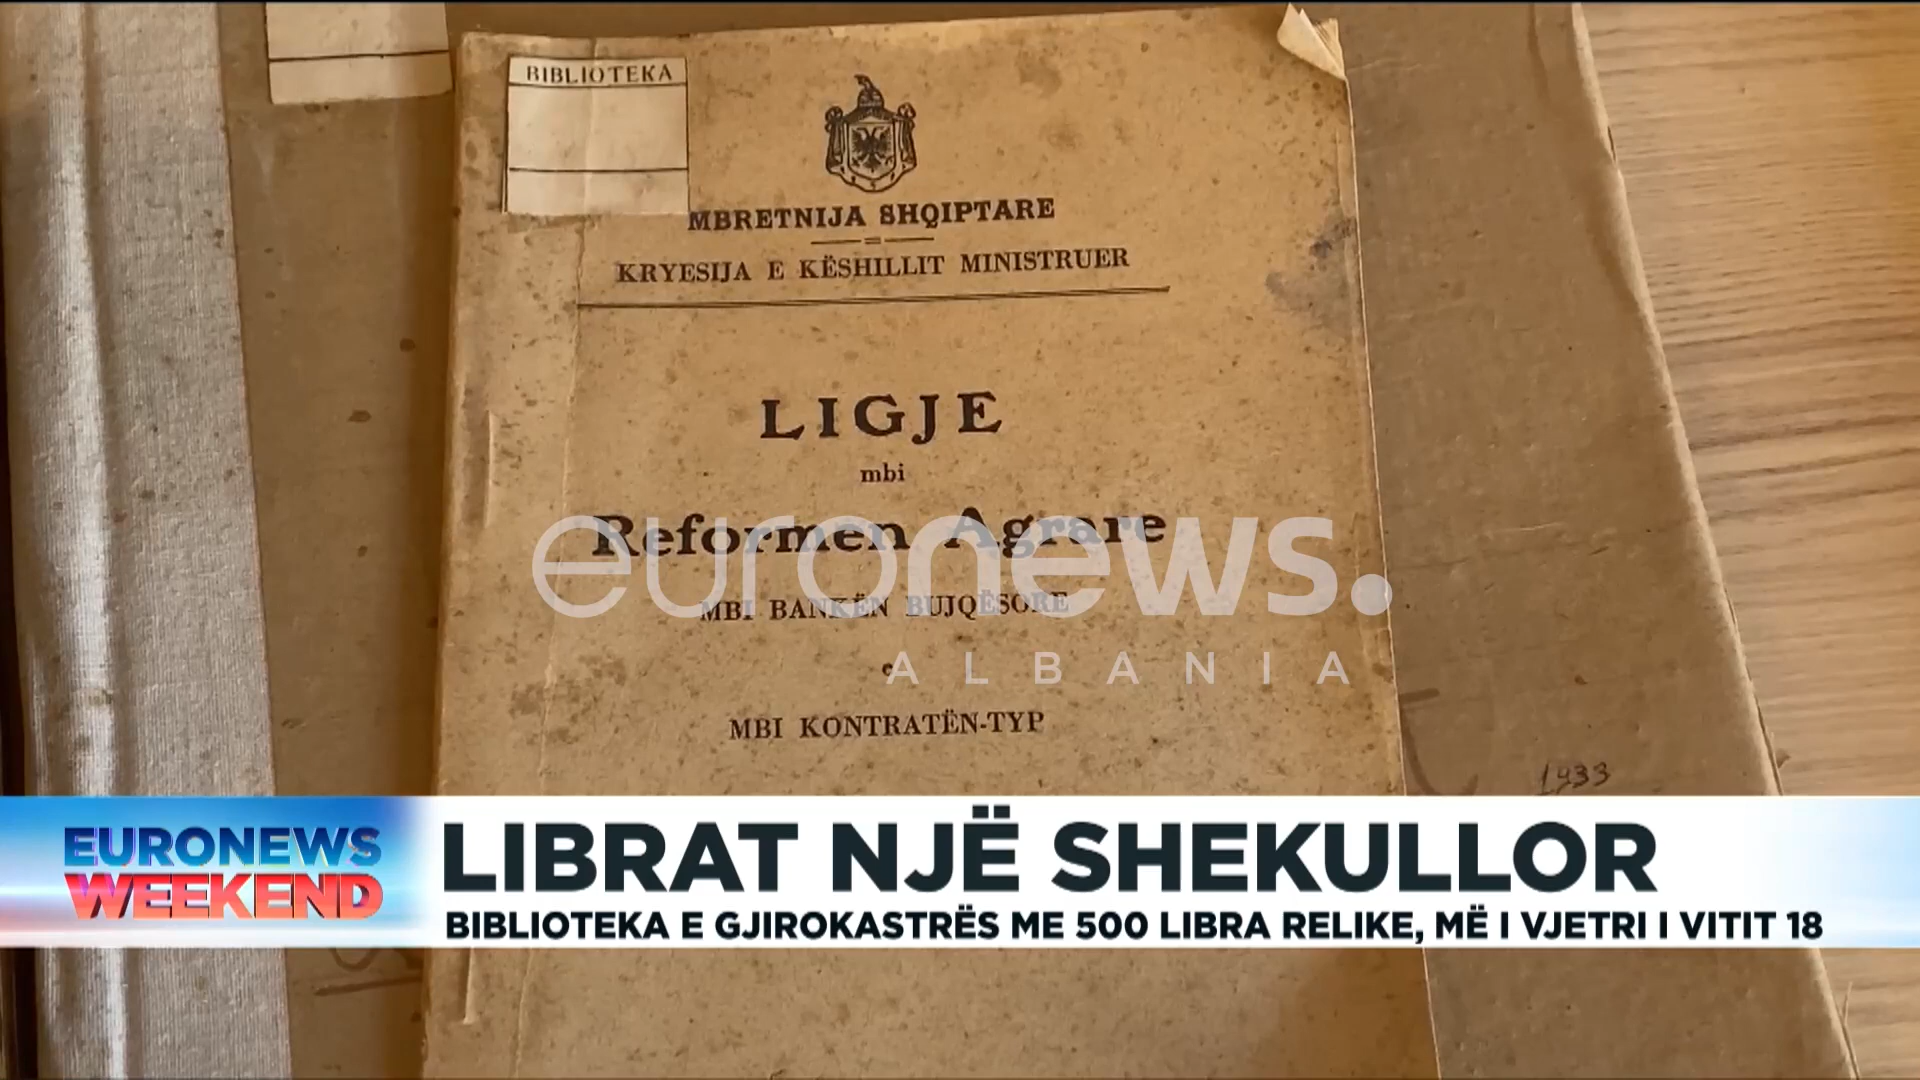 BIBLIOTEKA
MBRETNIJA SHQIPTARE
KRYESIJA E KËSHILLIT MINISTRUER
LIGJE
mbi
Reformën Agrare
MBI BANKËN BUJQËSORE
e
MBI KONTRATËN-TYP
euronews.
ALBANIA
1933
EURONEWS
WEEKEND
LIBRAT NJË SHEKULLOR
BIBLIOTEKA E GJIROKASTRËS ME 500 LIBRA RELIKE, MË I VJETRI I VITIT 18